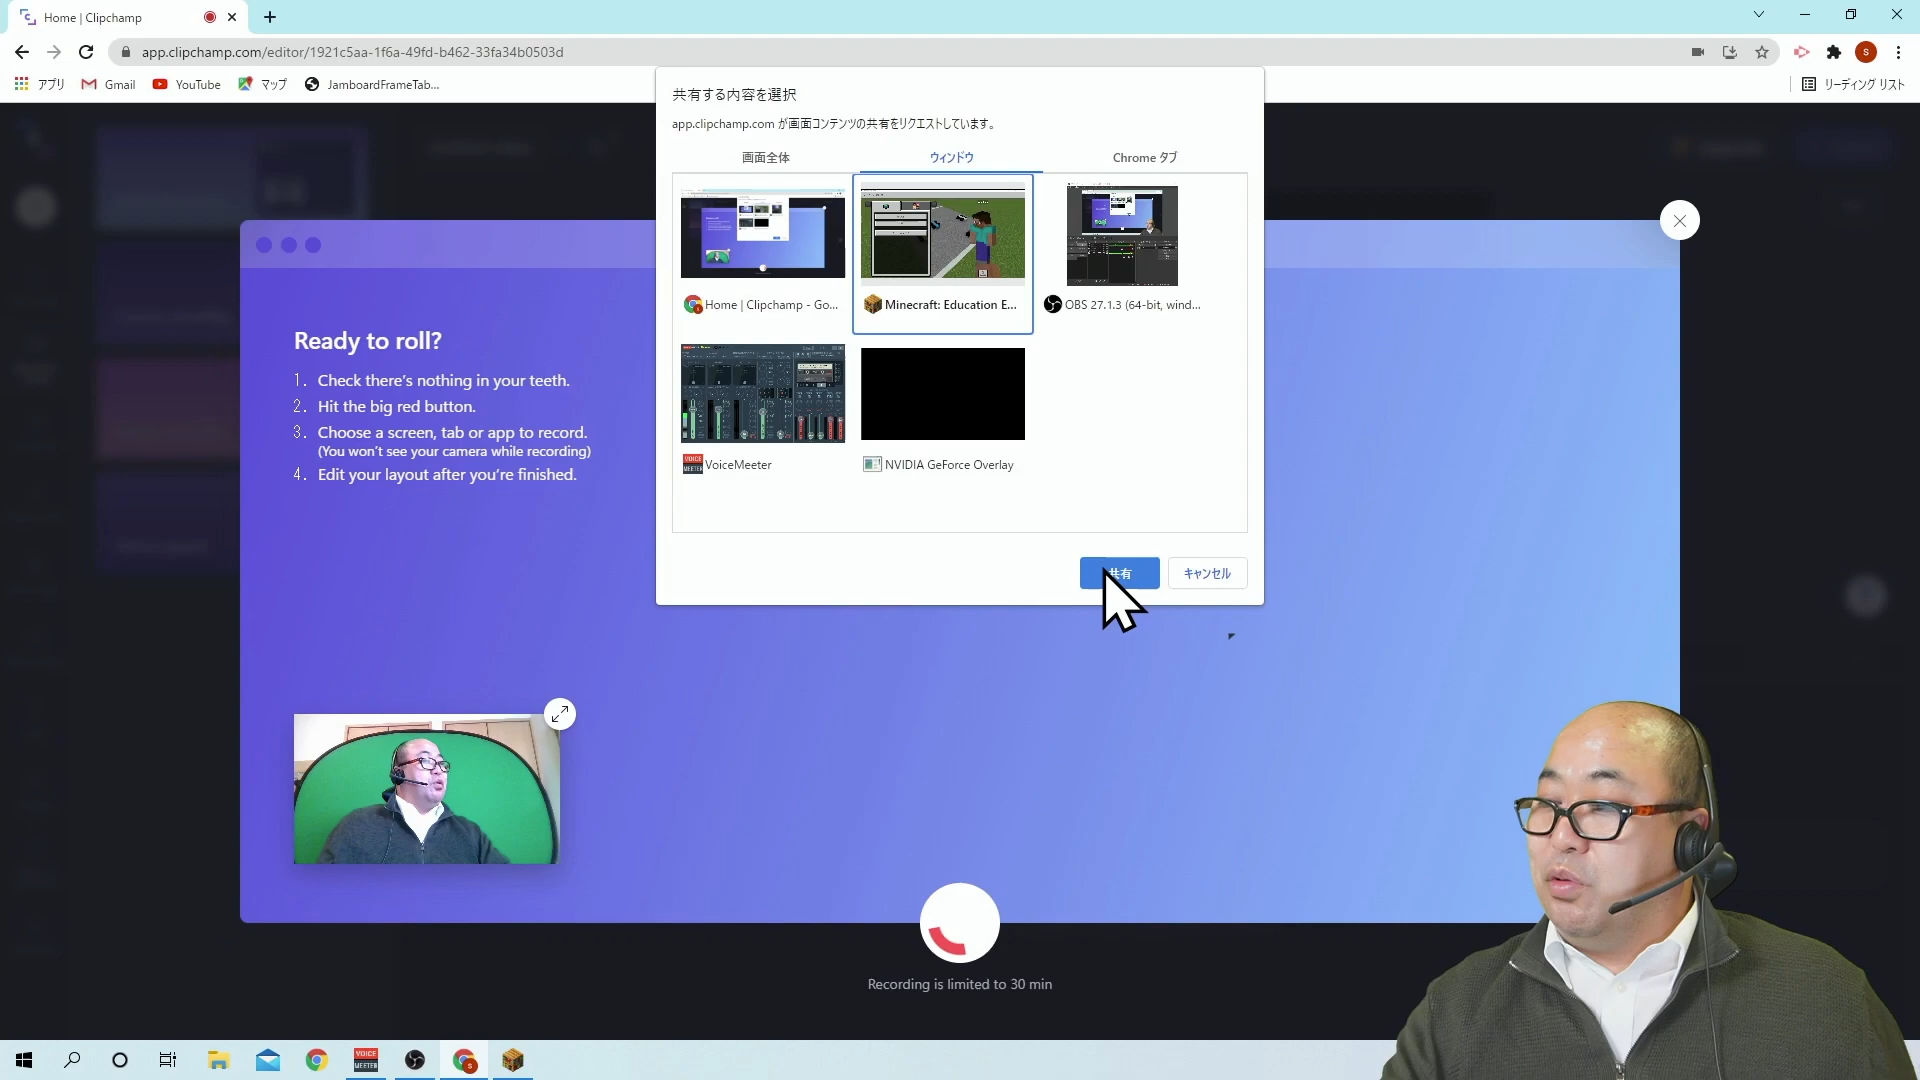 Home | Clipchamp
app.clipchamp.com/editor/1921c5aa-1f6a-49fd-b462-33fa34b0503d
S
アプリ
Gmail
YouTube
マップ
JamboardFrameTab...
リーディング リスト
共有する内容を選択
app.clipchamp.com が画面コンテンツの共有をリクエストしています。
画面全体
ウィンドウ
Chrome タブ
Home | Clipchamp - Go...
Minecraft: Education E...
OBS 27.1.3 (64-bit, wind...
VOICE
MEETER
VoiceMeeter
NVIDIA GeForce Overlay
共有
キャンセル
Ready to roll?
1. Check there's nothing in your teeth.
2. Hit the big red button.
3. Choose a screen, tab or app to record.
(You won't see your camera while recording)
4. Edit your layout after you're finished.
Recording is limited to 30 min
VOICE
MEETER
S